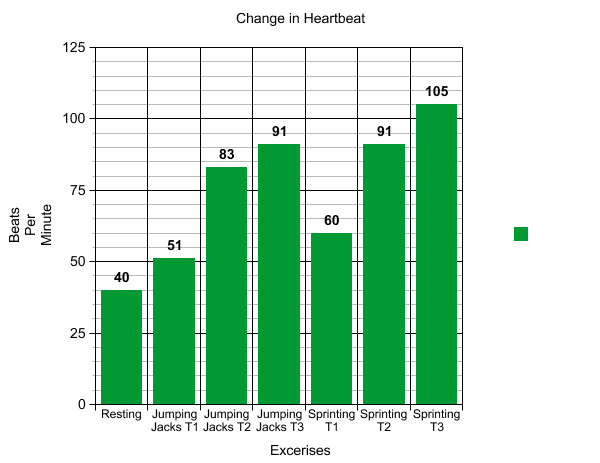 Change in Heartbeat
125
100
75
50
25
0
40
51
83
91
60
91
105
Beats
Per
Minute
Resting
Jumping
Jacks T1
Jumping
Jacks T2
Jumping
Jacks T3
Sprinting
T1
Sprinting
T2
Sprinting
T3
Excerises